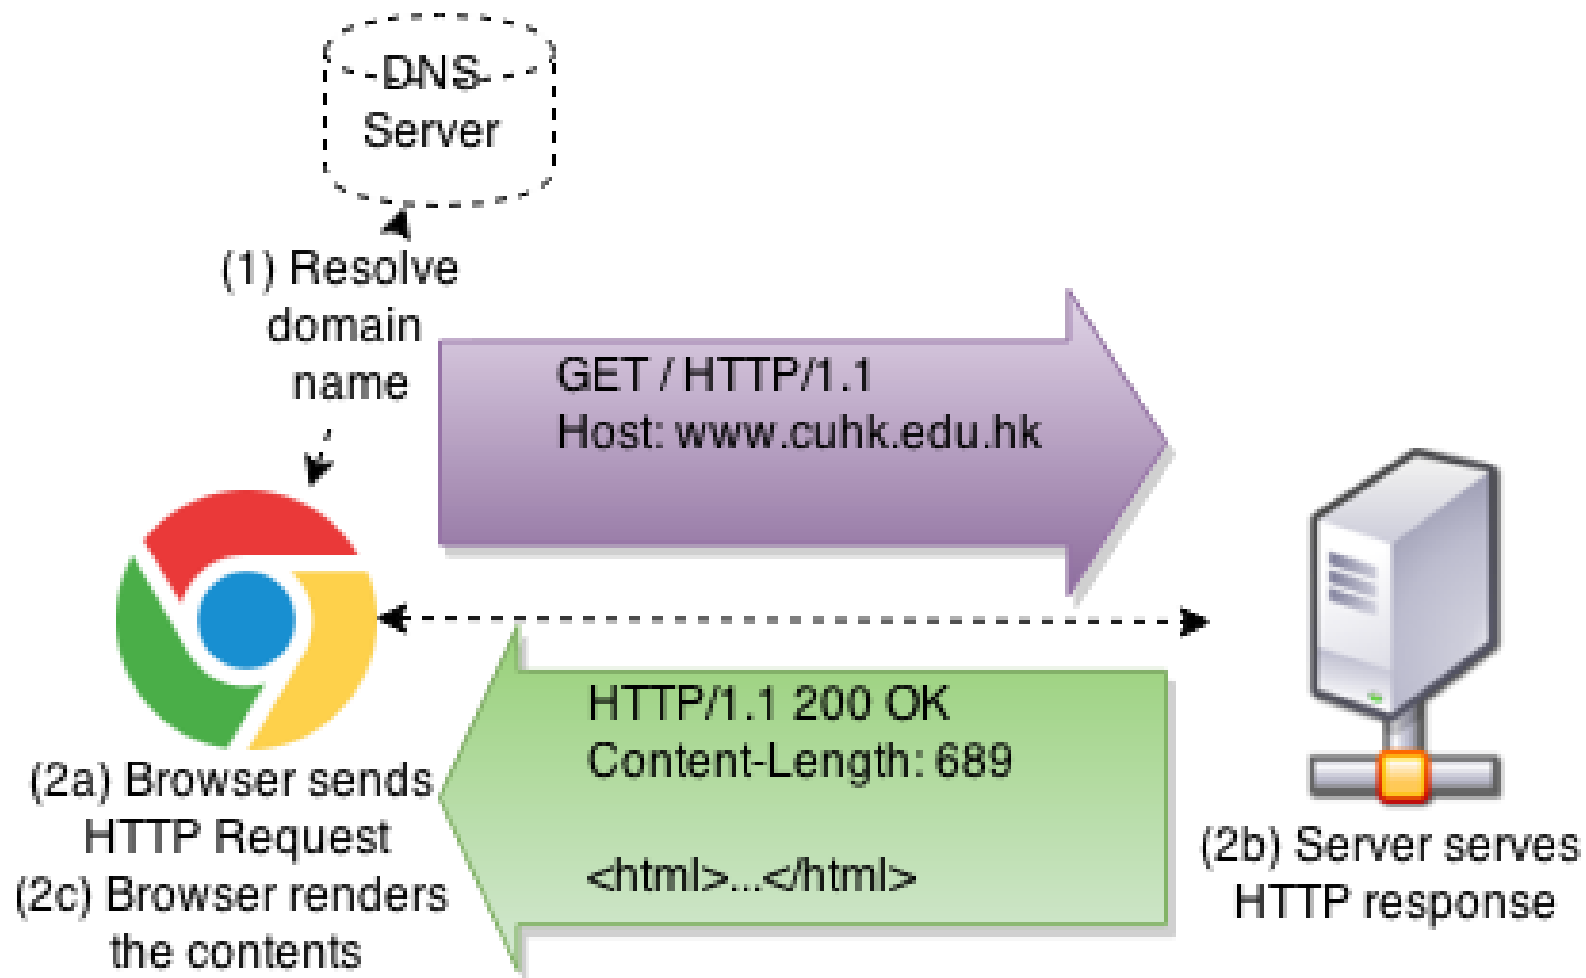 DNS
Server
(1) Resolve
domain
name
GET / HTTP/1.1
Host: www.cuhk.edu.hk
HTTP/1.1 200 OK
Content-Length: 689
<html>...</html>
(2a) Browser sends
HTTP Request
(2c) Browser renders
the contents
(2b) Server serves
HTTP response